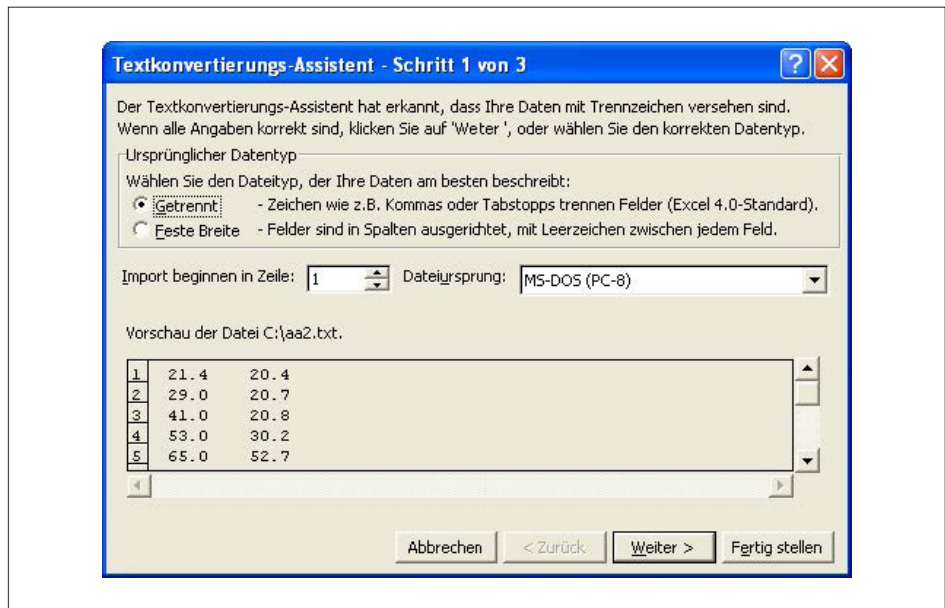 Textkonvertierungs-Assistent - Schritt 1 von 3
Der Textkonvertierungs-Assistent hat erkannt, dass Ihre Daten mit Trennzeichen versehen sind.
Wenn alle Angaben korrekt sind, klicken Sie auf 'Weter ', oder wählen Sie den korrekten Datentyp.
Ursprünglicher Datentyp
Wählen Sie den Dateityp, der Ihre Daten am besten beschreibt:
Getrennt - Zeichen wie z.B. Kommas oder Tabstopps trennen Felder (Excel 4.0-Standard).
Feste Breite - Felder sind in Spalten ausgerichtet, mit Leerzeichen zwischen jedem Feld.
Import beginnen in Zeile: 1 Dateiursprung: MS-DOS (PC-8)
Vorschau der Datei C:\aa2.txt.
1 21.4 20.4
2 29.0 20.7
3 41.0 20.8
4 53.0 30.2
5 65.0 52.7
Abbrechen < Zurück Weiter > Fertig stellen